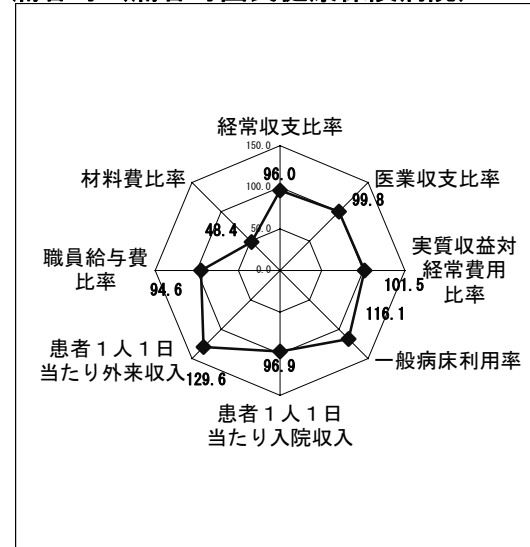 経常収支比率
150.0
材料費比率
96.0
医業収支比率
100.0
99.8
48.4
50.0
職員給与費
比率
0.0
実質収益対
経常費用
比率
94.6
101.5
116.1
患者１人１日
当たり外来収入
129.6
96.9
一般病床利用率
患者１人１日
当たり入院収入